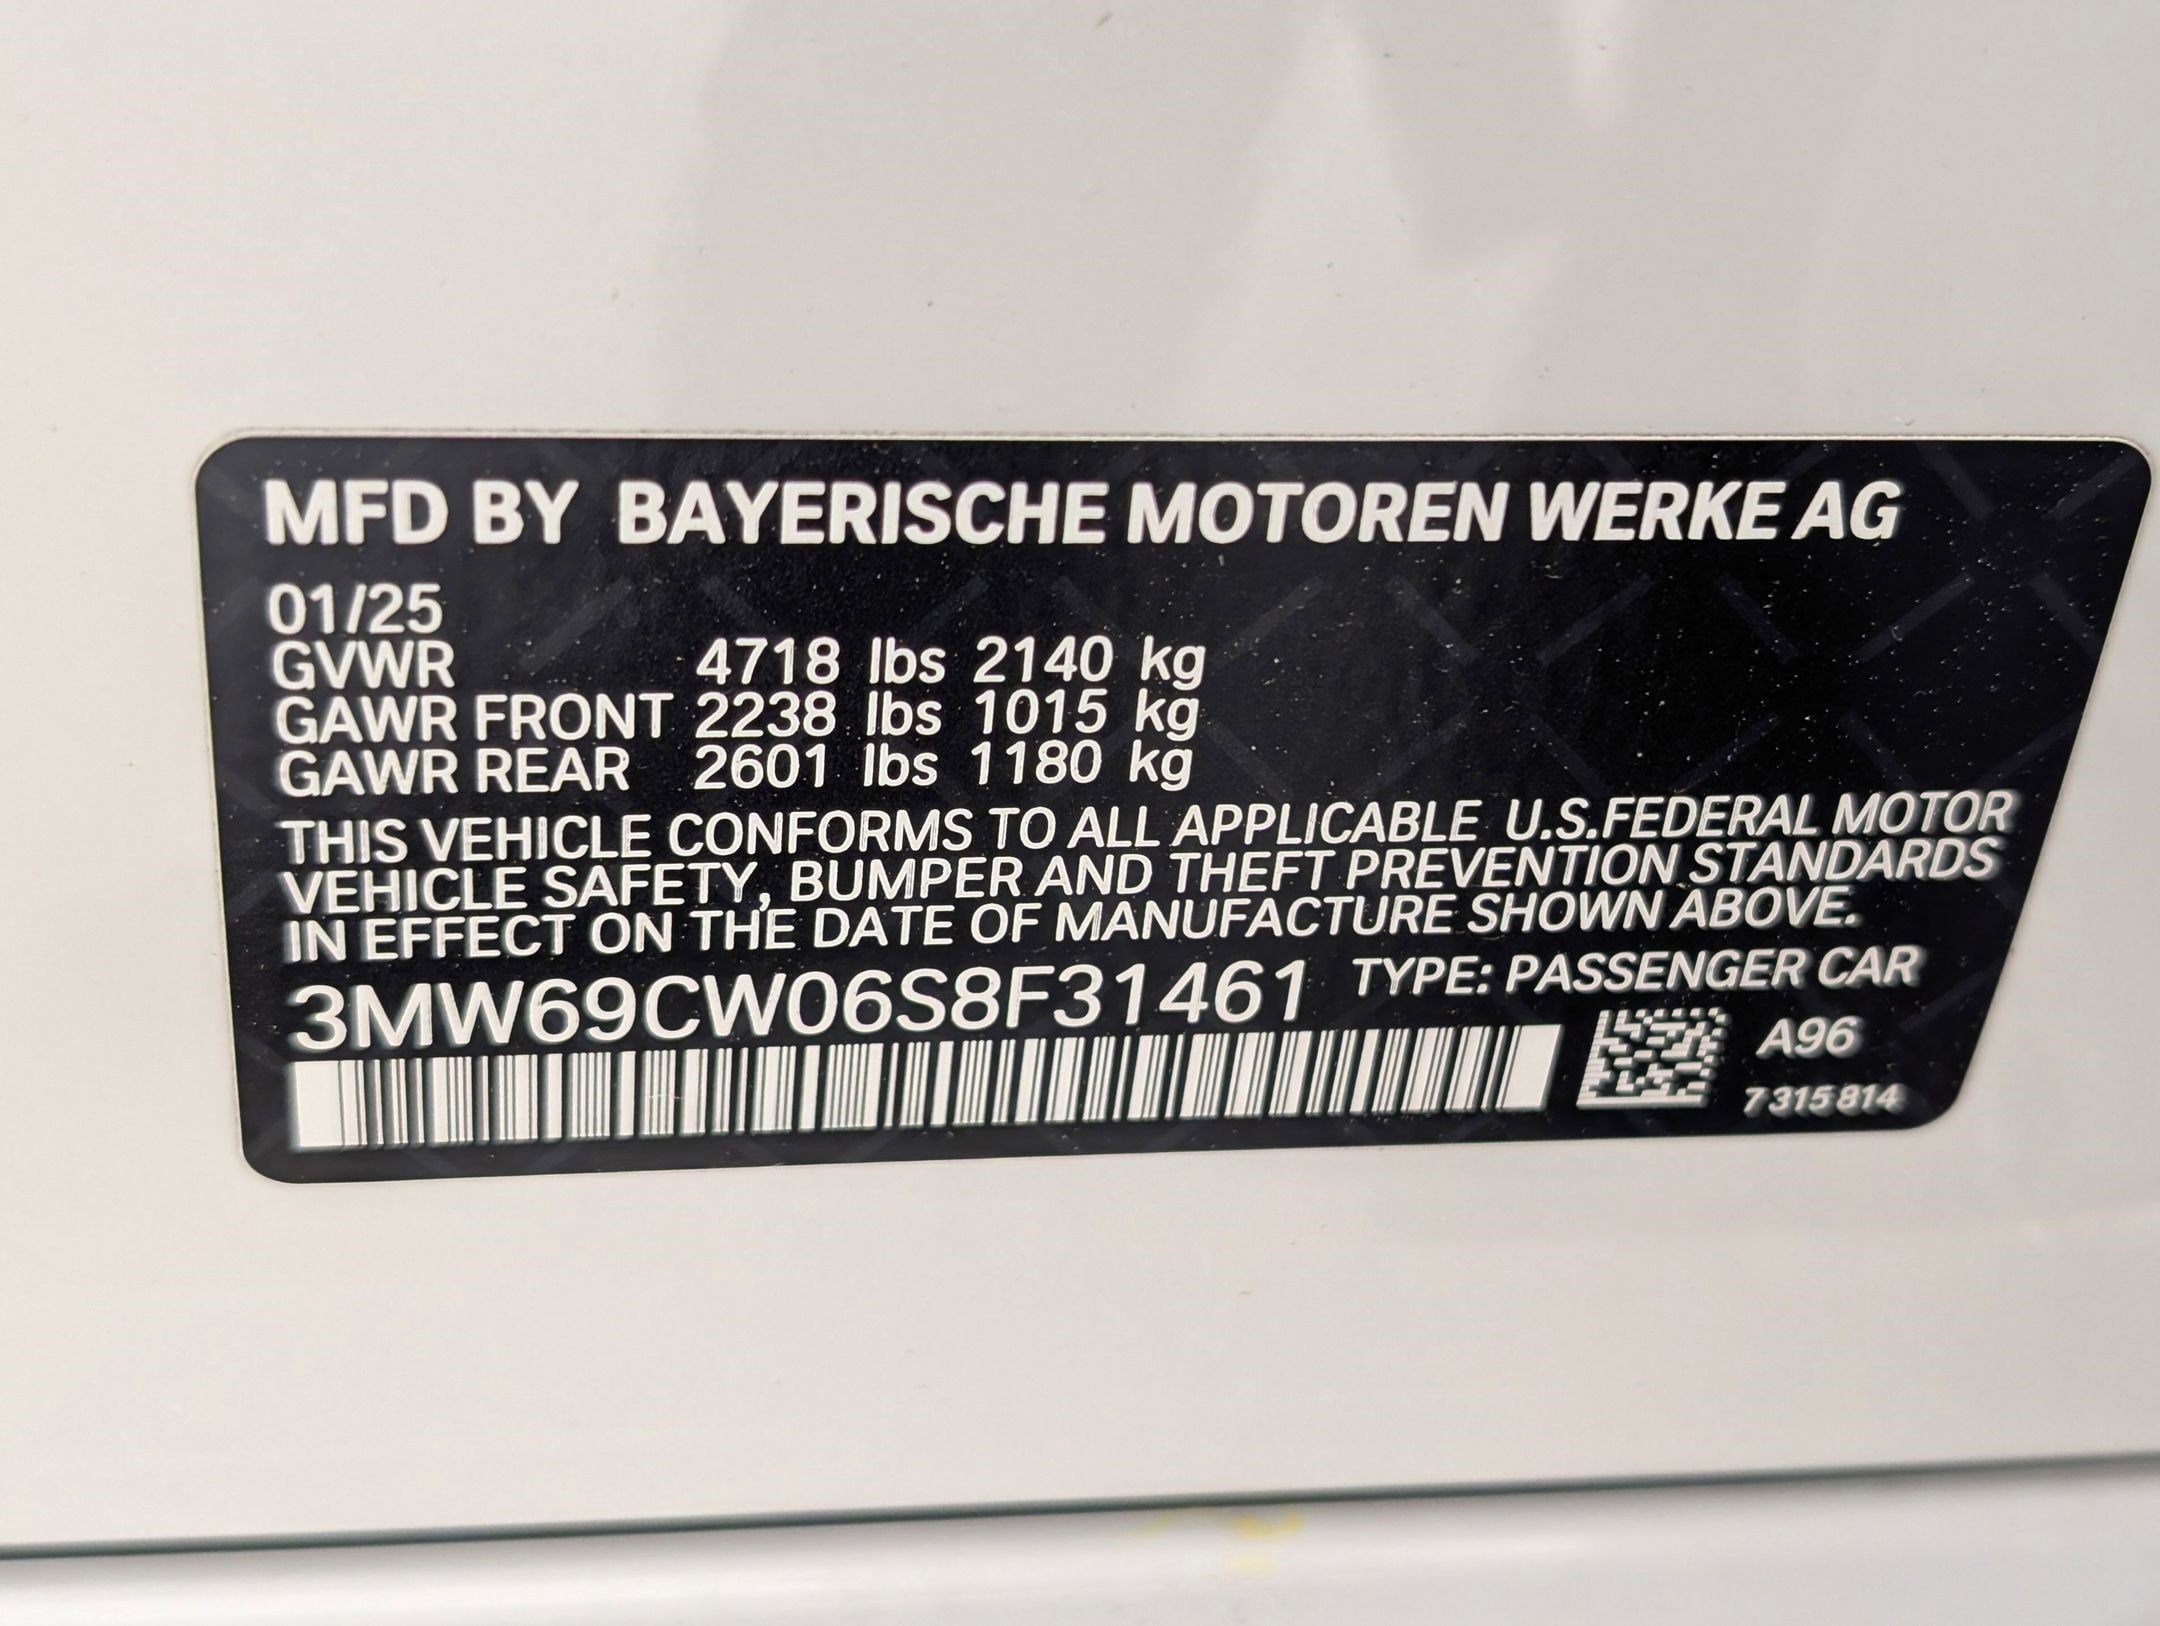 MFD BY BAYERISCHE MOTOREN WERKE AG
01/25
GVWR 4718 lbs 2140 kg
GAWR FRONT 2238 lbs 1015 kg
GAWR REAR 2601 lbs 1180 kg
THIS VEHICLE CONFORMS TO ALL APPLICABLE U.S.FEDERAL MOTOR
VEHICLE SAFETY, BUMPER AND THEFT PREVENTION STANDARDS
IN EFFECT ON THE DATE OF MANUFACTURE SHOWN ABOVE.
3MW69CW06S8F31461 TYPE: PASSENGER CAR
A96
7 315 814